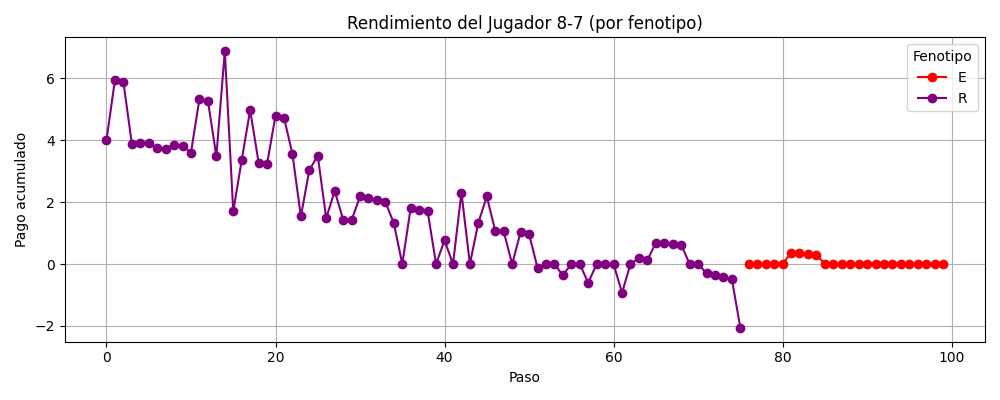 Rendimiento del Jugador 8-7 (por fenotipo)
Fenotipo
E
R
Pago acumulado
6
4
2
0
−2
0 20 40 60 80 100
Paso